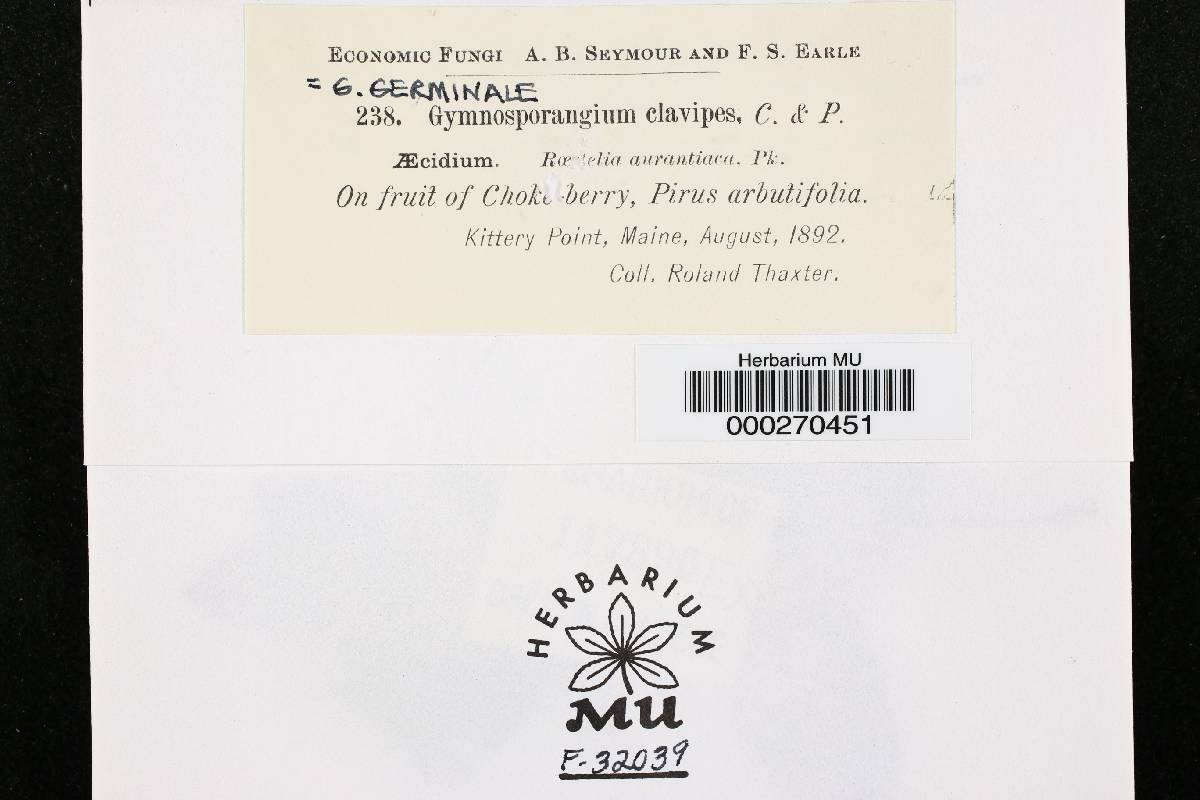 Economic Fungi A. B. Seymour and F. S. Earle
= G. GERMINALE
238. Gymnosporangium clavipes, C. & P.
Æcidium. Rœstelia aurantiaca. Pk.
On fruit of Choke-berry, Pirus arbutifolia.
Kittery Point, Maine, August, 1892.
Coll. Roland Thaxter.
Herbarium MU
000270451
HERBARIUM
MU
F-32039